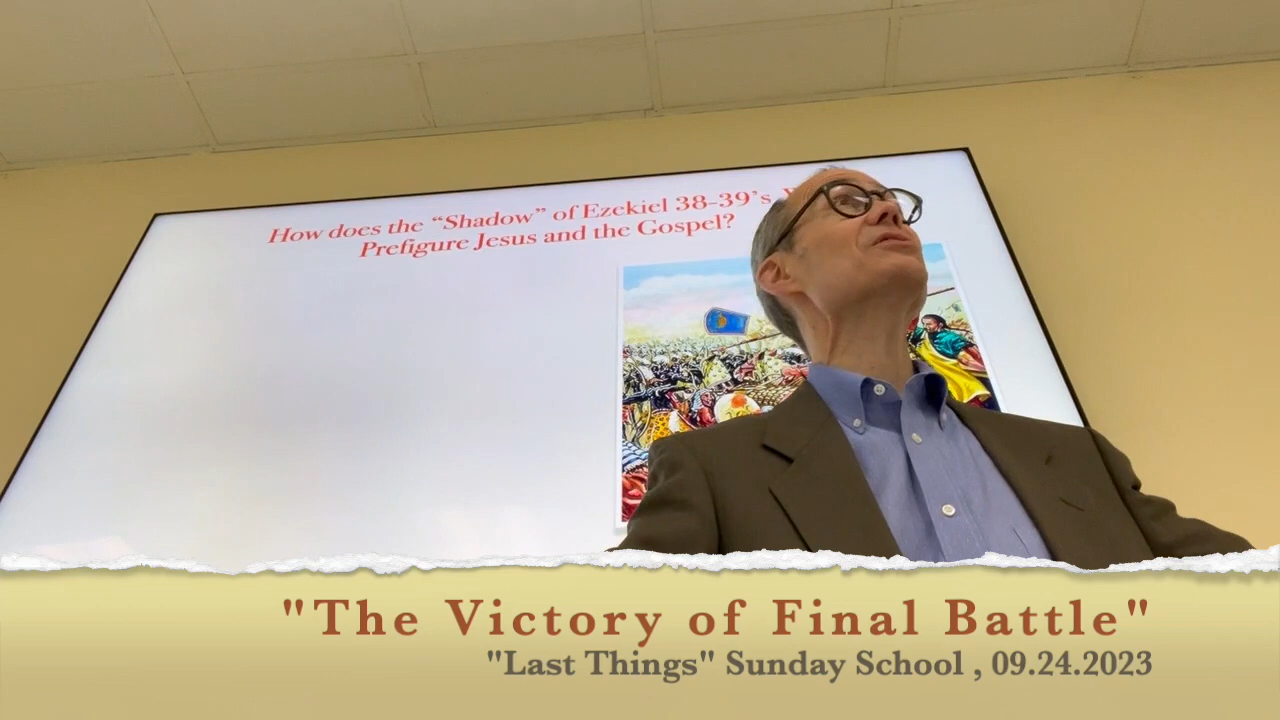 How does the “Shadow” of Ezekiel 38-39’s
Prefigure Jesus and the Gospel?
"The Victory of Final Battle"
"Last Things" Sunday School , 09.24.2023